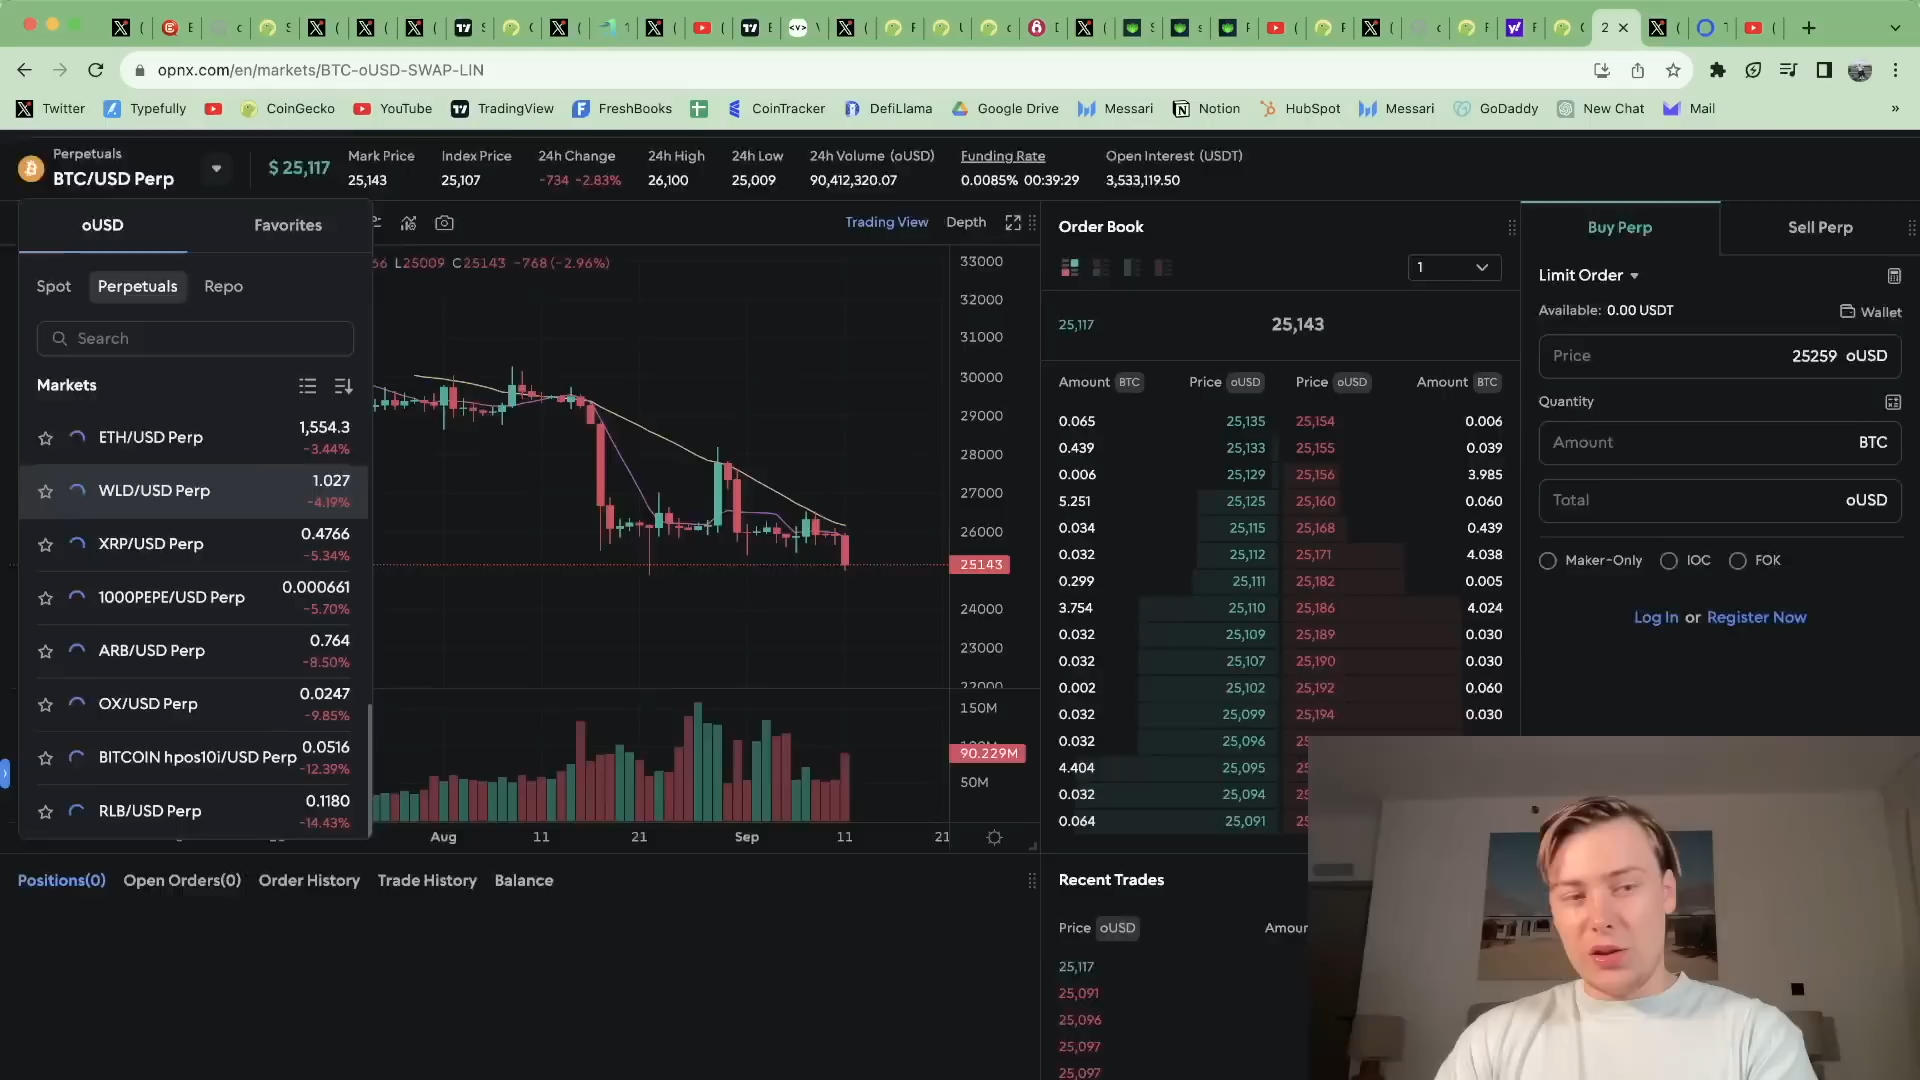 opnx.com/en/markets/BTC-oUSD-SWAP-LIN
Twitter
Typefully
CoinGecko
YouTube
TradingView
FreshBooks
CoinTracker
DefiLlama
Google Drive
Messari
Notion
HubSpot
Messari
GoDaddy
New Chat
Mail
»
Perpetuals
BTC/USD Perp
$ 25,117
Mark Price
25,143
Index Price
25,107
24h Change
-734 -2.83%
24h High
26,100
24h Low
25,009
24h Volume (oUSD)
90,412,320.07
Funding Rate
0.0085% 00:39:29
Open Interest (USDT)
3,533,119.50
oUSD
Favorites
Spot
Perpetuals
Repo
Search
Markets
ETH/USD Perp
1,554.3
-3.44%
WLD/USD Perp
1.027
-4.19%
XRP/USD Perp
0.4766
-5.34%
1000PEPE/USD Perp
0.000661
-5.70%
ARB/USD Perp
0.764
-8.50%
OX/USD Perp
0.0247
-9.85%
BITCOIN hpos10i/USD Perp
0.0516
-12.39%
RLB/USD Perp
0.1180
-14.43%
Trading View
Depth
66 L25009 C25143 -768 (-2.96%)
33000
32000
31000
30000
29000
28000
27000
26000
25143
24000
23000
22000
150M
90.229M
50M
Aug
11
21
Sep
11
21
Order Book
1
25,117
25,143
Amount BTC
Price oUSD
Price oUSD
Amount BTC
0.065 25,135 25,154 0.006
0.439 25,133 25,155 0.039
0.006 25,129 25,156 3.985
5.251 25,125 25,160 0.060
0.034 25,115 25,168 0.439
0.032 25,112 25,171 4.038
0.299 25,111 25,182 0.005
3.754 25,110 25,186 4.024
0.032 25,109 25,189 0.030
0.032 25,107 25,190 0.030
0.002 25,102 25,192 0.060
0.032 25,099 25,194 0.030
0.032 25,096
4.404 25,095
0.032 25,094
0.064 25,091
Buy Perp
Sell Perp
Limit Order
Available: 0.00 USDT
Wallet
Price
25259 oUSD
Quantity
Amount
BTC
Total
oUSD
Maker-Only
IOC
FOK
Log In or Register Now
Positions(0)
Open Orders(0)
Order History
Trade History
Balance
Recent Trades
Price oUSD
25,117
25,091
25,096
25,097
25,097